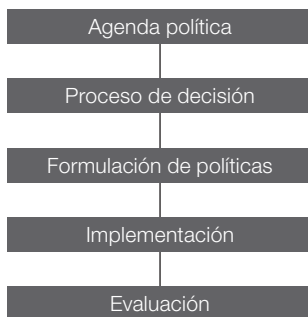 Agenda política
Proceso de decisión
Formulación de políticas
Implementación
Evaluación